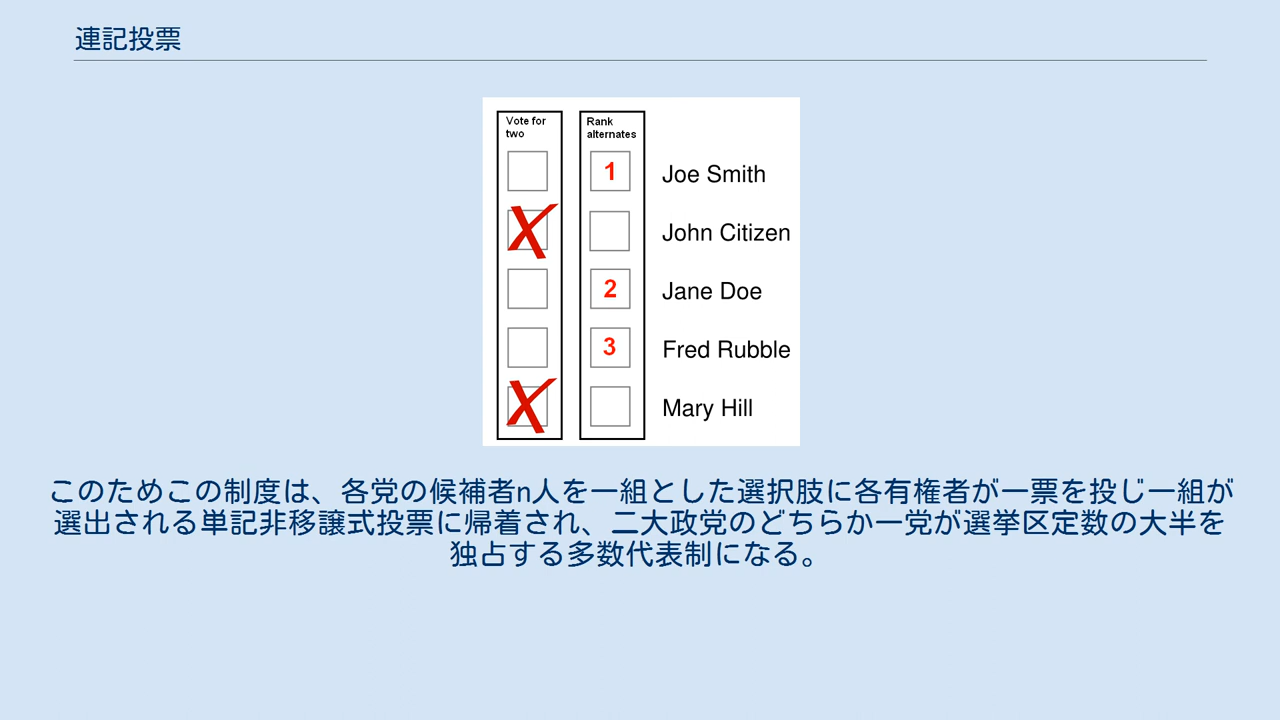 連記投票
Vote for
two
Rank
alternates
1 Joe Smith
X John Citizen
2 Jane Doe
3 Fred Rubble
X Mary Hill
このためこの制度は、各党の候補者n人を一組とした選択肢に各有権者が一票を投じ一組が
選出される単記非移譲式投票に帰着され、二大政党のどちらか一党が選挙区定数の大半を
独占する多数代表制になる。